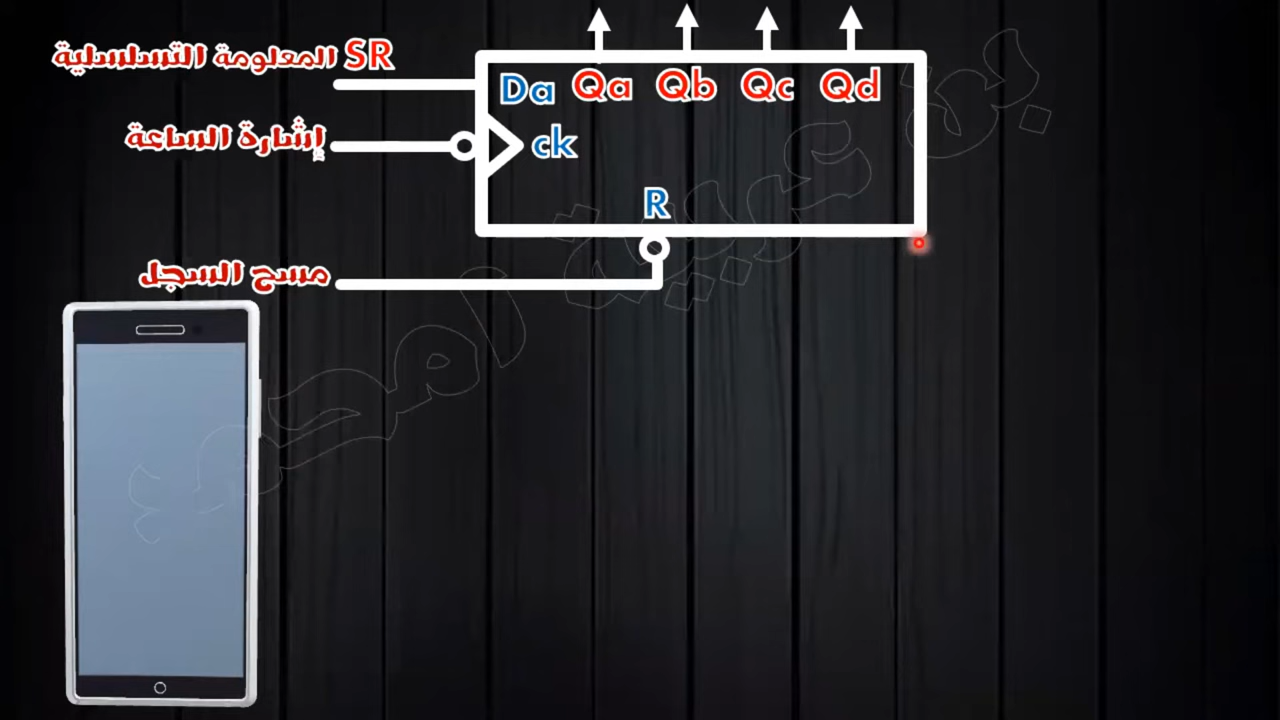 المعلومة التسلسلية SR
Da Qa Qb Qc Qd
إشارة الساعة
ck
R
مسح السجل